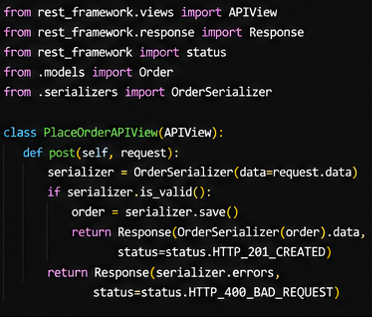 from rest_framework.views import APIView
from rest_framework.response import Response
from rest_framework import status
from .models import Order
from .serializers import OrderSerializer

class PlaceOrderAPIView(APIView):
    def post(self, request):
        serializer = OrderSerializer(data=request.data)
        if serializer.is_valid():
            order = serializer.save()
            return Response(OrderSerializer(order).data,
                    status=status.HTTP_201_CREATED)
        return Response(serializer.errors,
                status=status.HTTP_400_BAD_REQUEST)